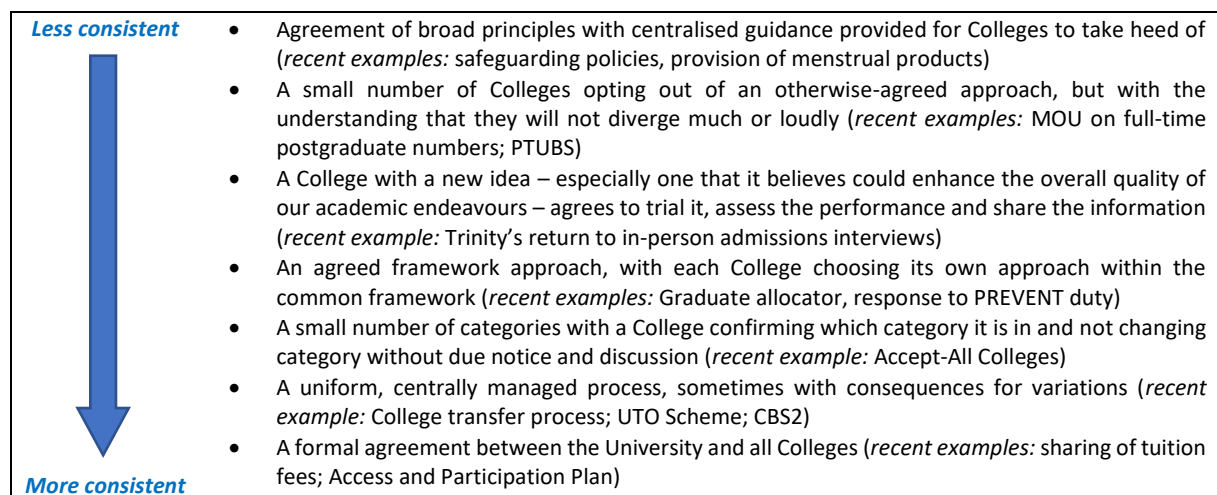 Less consistent
• Agreement of broad principles with centralised guidance provided for Colleges to take heed of
(recent examples: safeguarding policies, provision of menstrual products)
• A small number of Colleges opting out of an otherwise-agreed approach, but with the
understanding that they will not diverge much or loudly (recent examples: MOU on full-time
postgraduate numbers; PTUBS)
• A College with a new idea – especially one that it believes could enhance the overall quality of
our academic endeavours – agrees to trial it, assess the performance and share the information
(recent example: Trinity’s return to in-person admissions interviews)
• An agreed framework approach, with each College choosing its own approach within the
common framework (recent examples: Graduate allocator, response to PREVENT duty)
• A small number of categories with a College confirming which category it is in and not changing
category without due notice and discussion (recent example: Accept-All Colleges)
• A uniform, centrally managed process, sometimes with consequences for variations (recent
example: College transfer process; UTO Scheme; CBS2)
• A formal agreement between the University and all Colleges (recent examples: sharing of tuition
fees; Access and Participation Plan)
More consistent